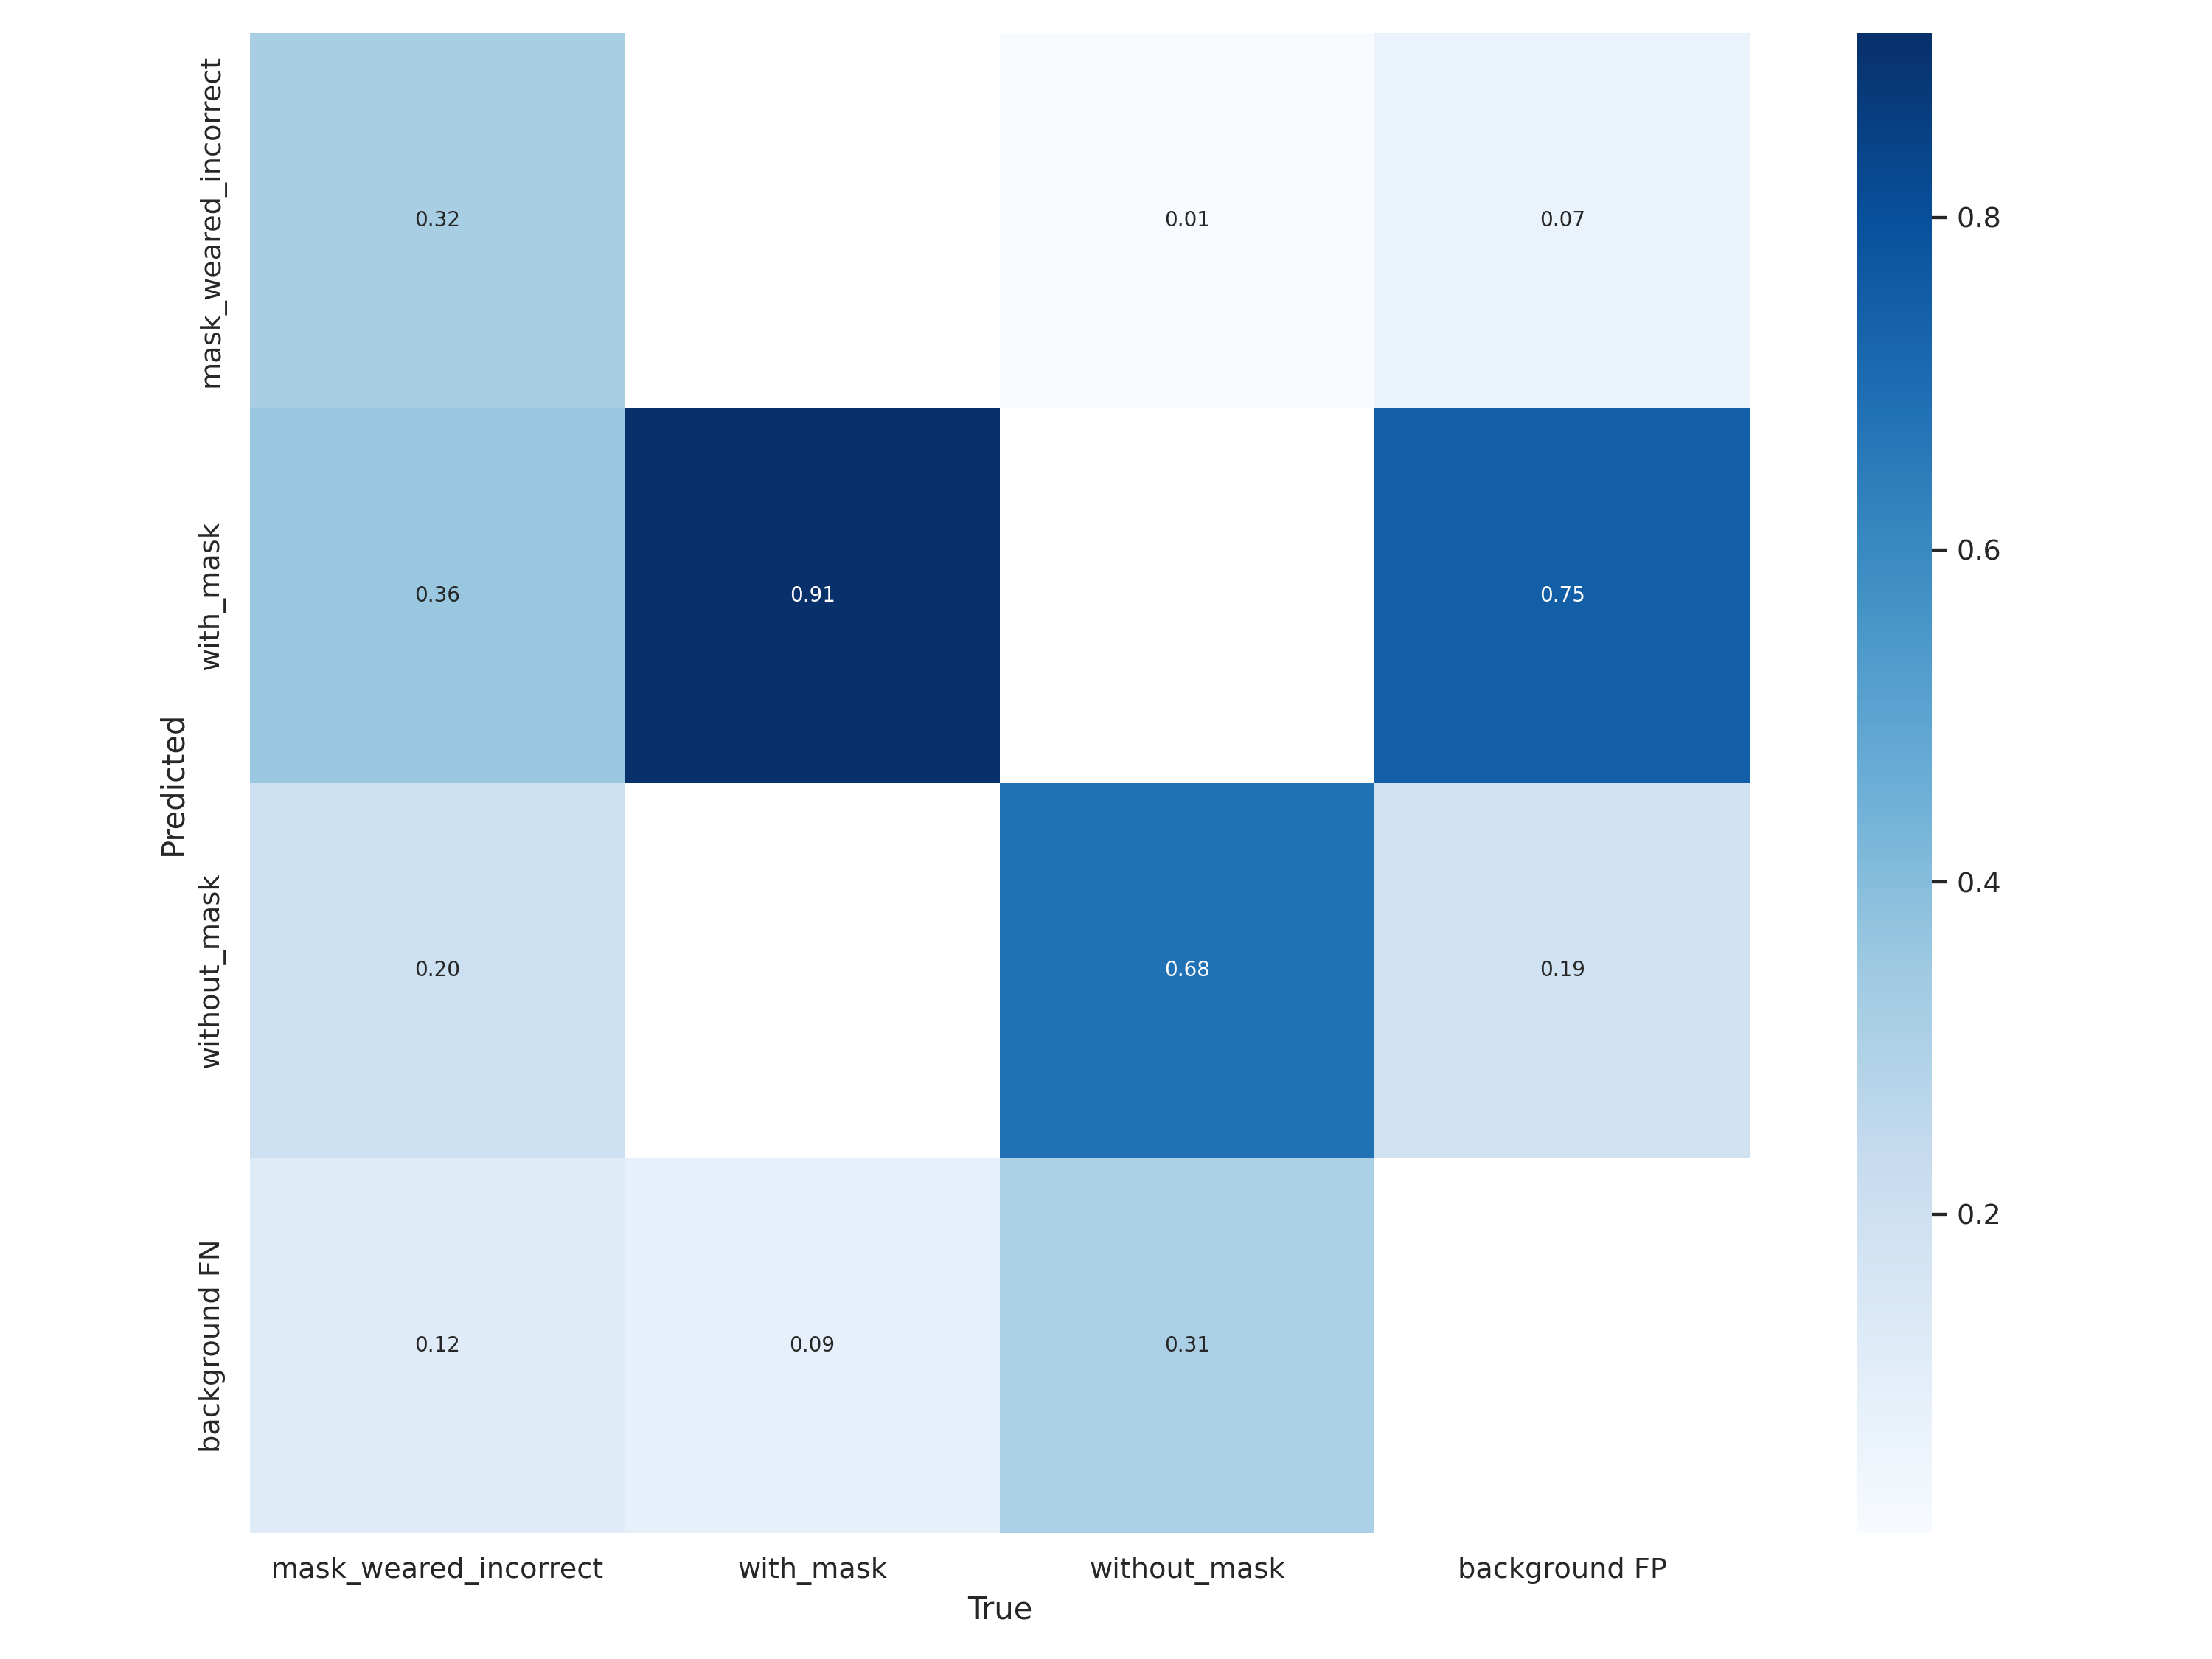 mask_weared_incorrect
0.32
0.01
0.07
0.8
with_mask
0.36
0.91
0.75
0.6
Predicted
without_mask
0.20
0.68
0.19
0.4
background FN
0.12
0.09
0.31
0.2
mask_weared_incorrect
with_mask
without_mask
background FP
True